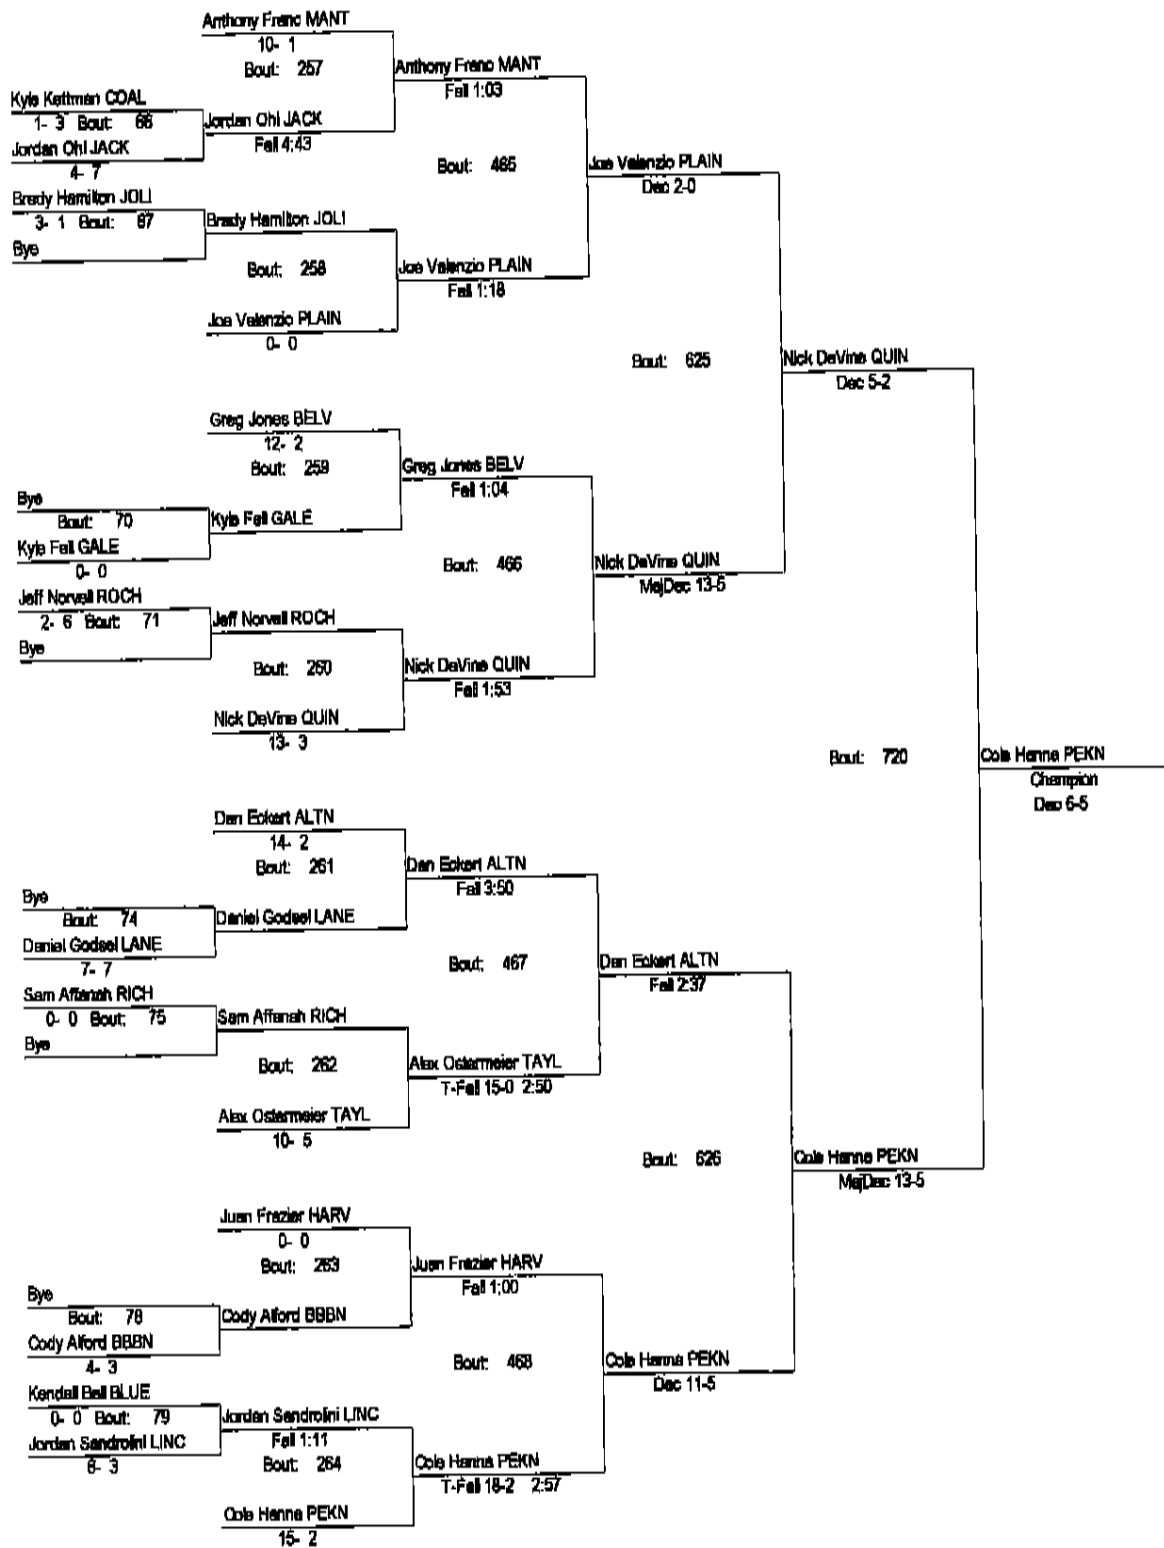 Anthony Franc MANT
10- 1
Bout: 257
Anthony Franc MANT
Fall 1:03
Kyle Kattman COAL
1- 3 Bout: 66
Jordan Ohl JACK
Fall 4:43
Jordan Ohl JACK
4- 7
Bout: 465
Joe Valenzio PLAIN
Dec 2-0
Brady Hamilton JOLI
3- 1 Bout: 67
Brady Hamilton JOLI
Bye
Bout: 258
Joe Valenzio PLAIN
Fall 1:18
Joe Valenzio PLAIN
0- 0
Bout: 625
Nick DeVine QUIN
Dec 5-2
Greg Jones BELV
12- 2
Bout: 259
Greg Jones BELV
Fall 1:04
Bye
Bout: 70
Kyle Fell GALE
Kyle Fell GALE
0- 0
Bout: 466
Nick DeVine QUIN
MajDec 13-5
Jeff Norvell ROCH
2- 6 Bout: 71
Jeff Norvell ROCH
Bye
Bout: 260
Nick DeVine QUIN
Fall 1:53
Nick DeVine QUIN
13- 3
Bout: 720
Cole Hanna PEKN
Champion
Dec 6-5
Dan Eckert ALTN
14- 2
Bout: 261
Dan Eckert ALTN
Fall 3:50
Bye
Bout: 74
Daniel Godsel LANE
Daniel Godsel LANE
7- 7
Bout: 467
Dan Eckert ALTN
Fall 2:37
Sam Affanah RICH
0- 0 Bout: 75
Sam Affanah RICH
Bye
Bout: 262
Alex Ostermeier TAYL
T-Fall 15-0 2:50
Alex Ostermeier TAYL
10- 5
Bout: 626
Cole Hanna PEKN
MajDec 13-5
Juan Frazier HARV
0- 0
Bout: 263
Juan Frazier HARV
Fall 1:00
Bye
Bout: 78
Cody Alford BBBN
Cody Alford BBBN
4- 3
Bout: 468
Cole Hanna PEKN
Dec 11-5
Kendall Bell BLUE
0- 0 Bout: 79
Jordan Sandrolini LINC
Fall 1:11
Jordan Sandrolini LINC
6- 3
Bout: 264
Cole Hanna PEKN
T-Fall 18-2 2:57
Cole Hanna PEKN
15- 2